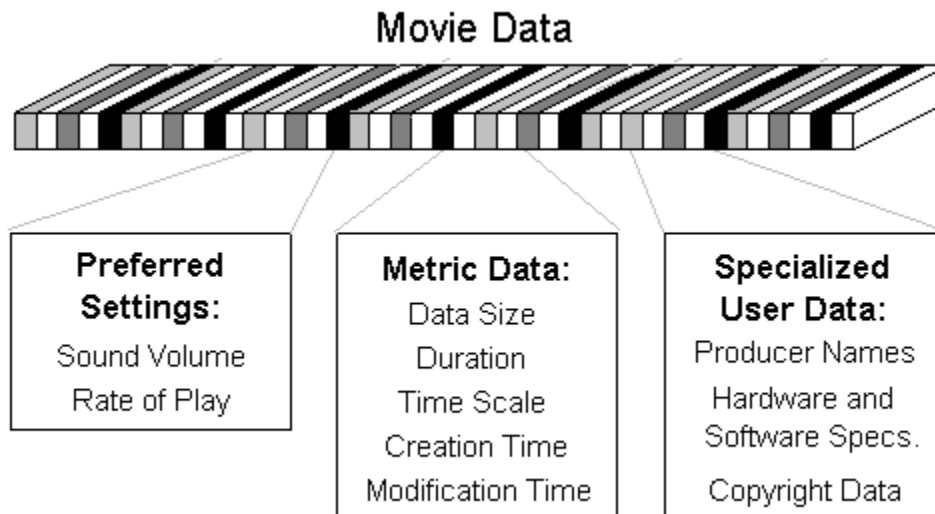 Movie Data
Preferred
Settings:
Sound Volume
Rate of Play
Metric Data:
Data Size
Duration
Time Scale
Creation Time
Modification Time
Specialized
User Data:
Producer Names
Hardware and
Software Specs.
Copyright Data